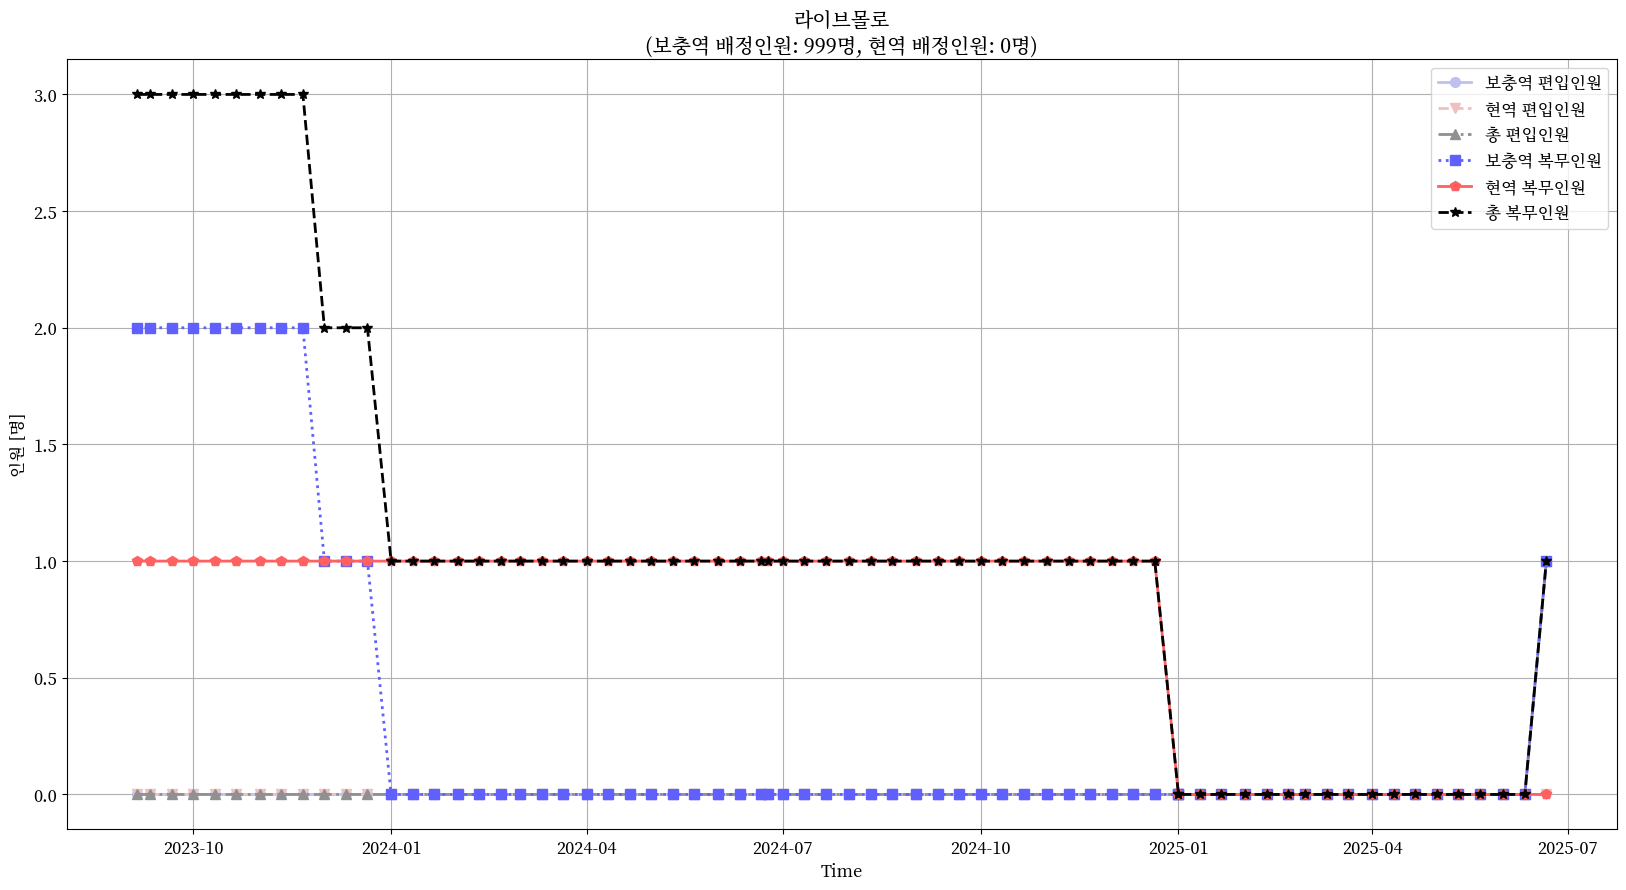 라이브몰로
(보충역 배정인원: 999명, 현역 배정인원: 0명)
보충역 편입인원
현역 편입인원
총 편입인원
보충역 복무인원
현역 복무인원
총 복무인원
인원 [명]
3.0
2.5
2.0
1.5
1.0
0.5
0.0
2023-10
2024-01
2024-04
2024-07
2024-10
2025-01
2025-04
2025-07
Time